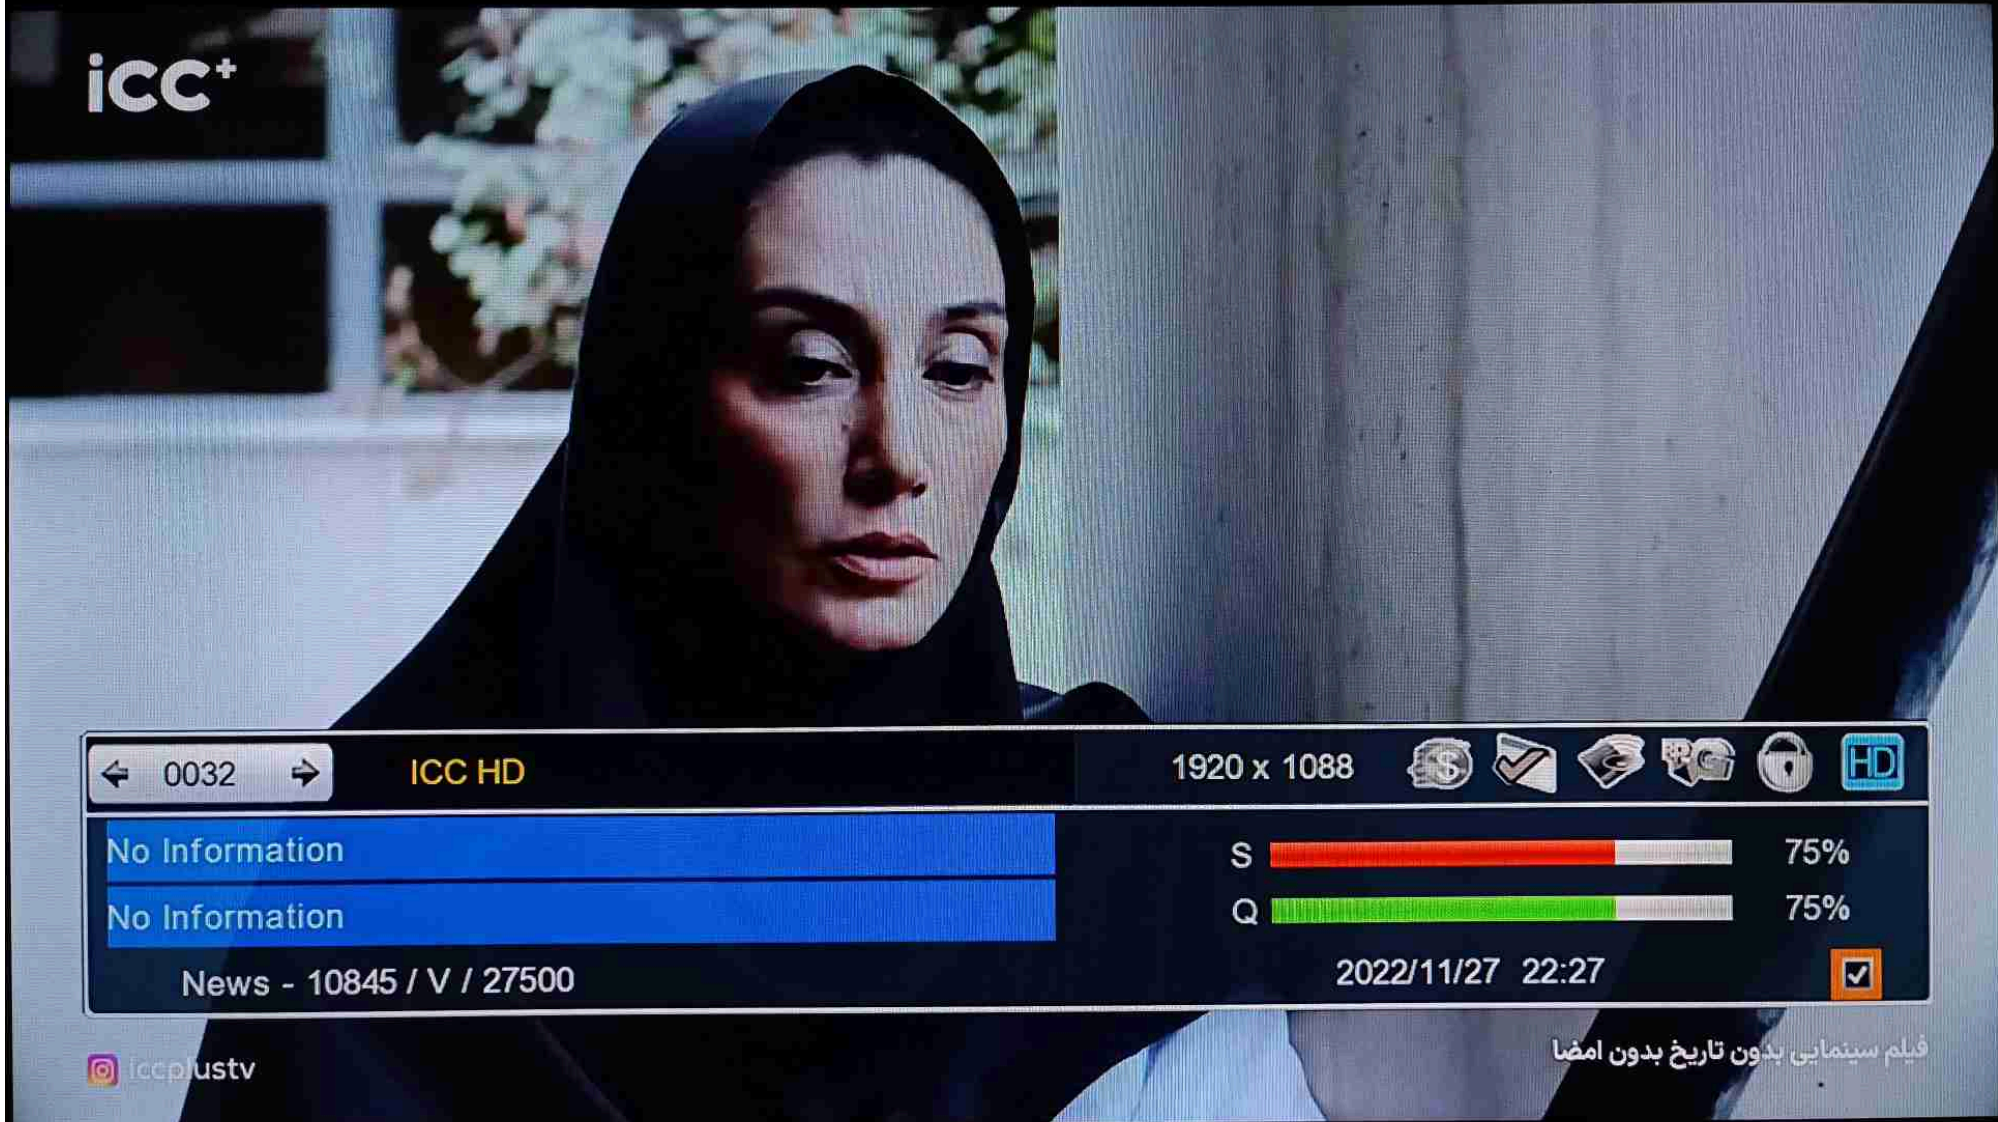 icc+
0032
ICC HD
1920 x 1088
HD
No Information
S 75%
No Information
Q 75%
News - 10845 / V / 27500
2022/11/27 22:27
فیلم سینمایی بدون تاریخ بدون امضا
iccplustv